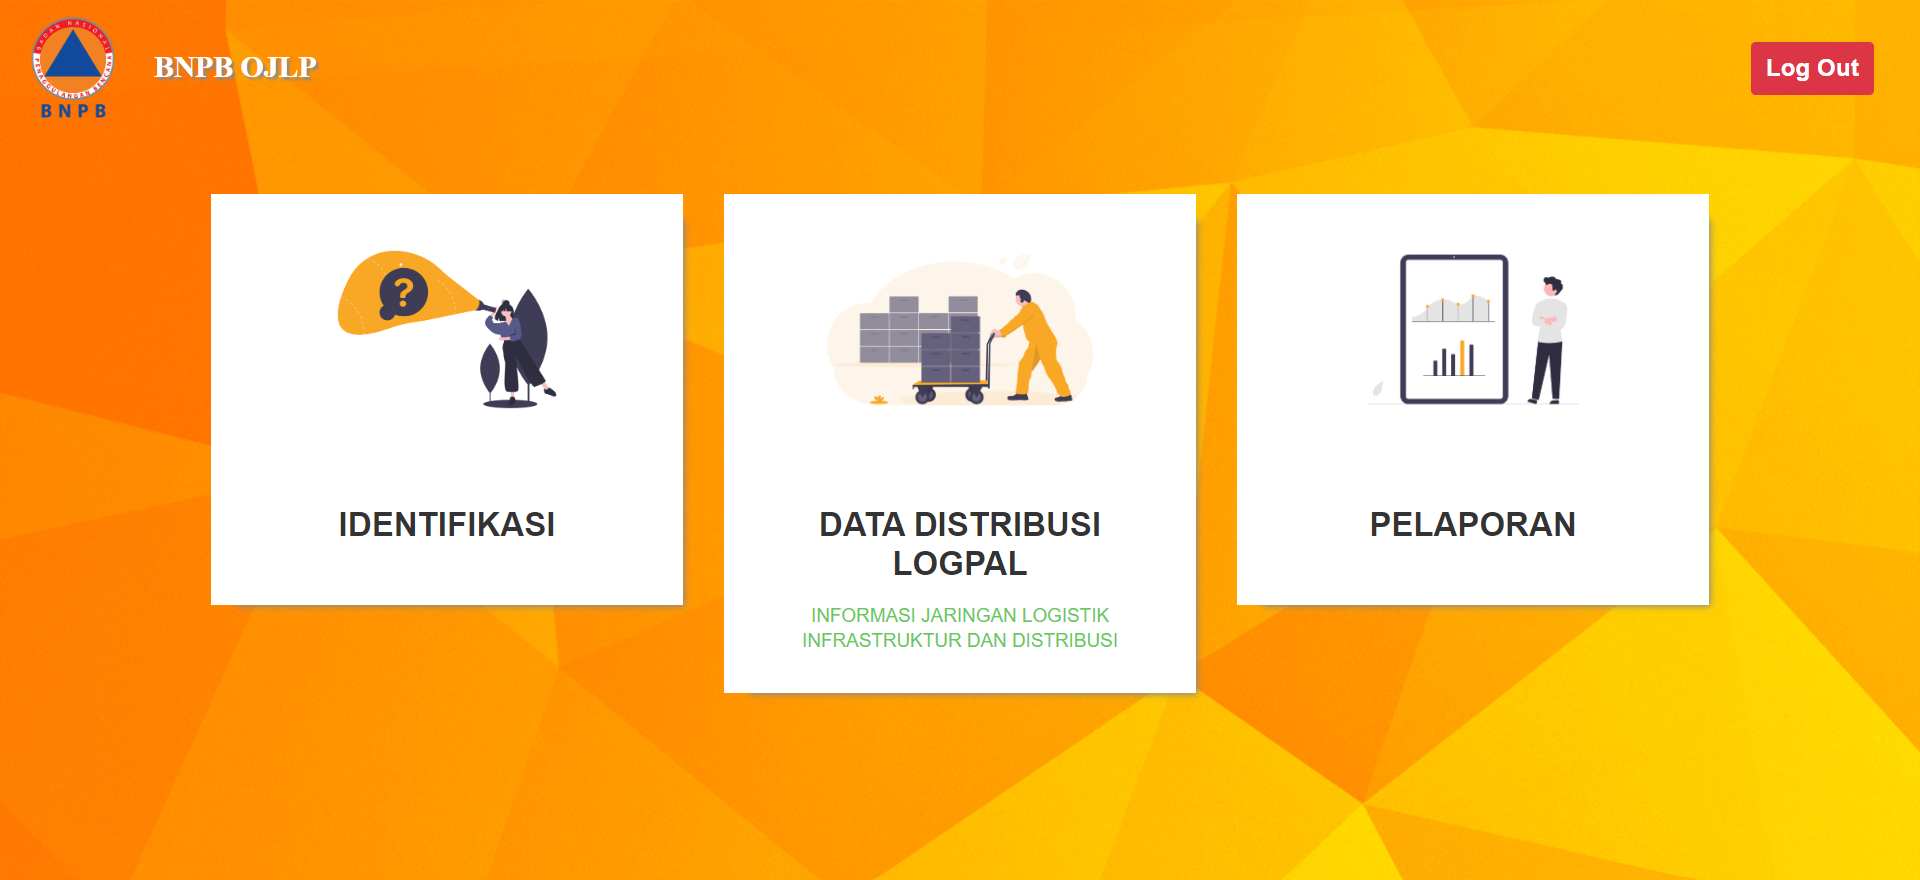 BADAN NASIONAL
PENANGGULANGAN BENCANA
BNPB
BNPB OJLP
Log Out
?
IDENTIFIKASI
DATA DISTRIBUSI
LOGPAL
INFORMASI JARINGAN LOGISTIK
INFRASTRUKTUR DAN DISTRIBUSI
PELAPORAN